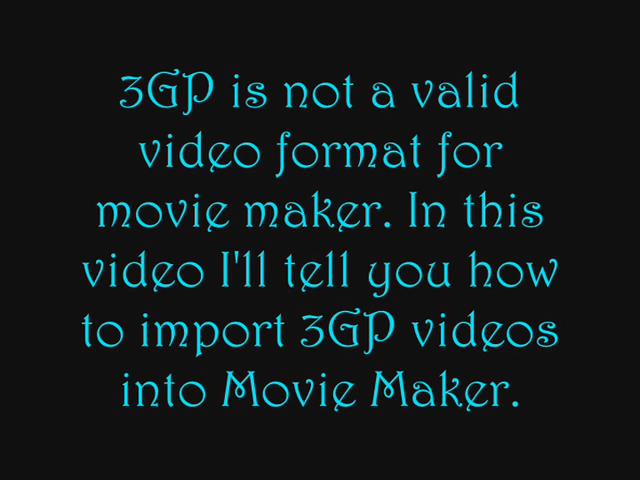 3GP is not a valid
video format for
movie maker. In this
video I'll tell you how
to import 3GP videos
into Movie Maker.